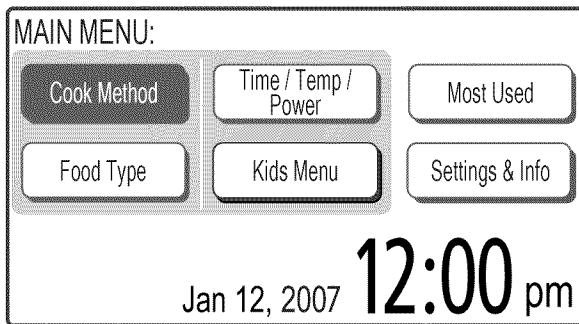 MAIN MENU:
Cook Method
Time / Temp /
Power
Most Used
Food Type
Kids Menu
Settings & Info
Jan 12, 2007 12:00 pm